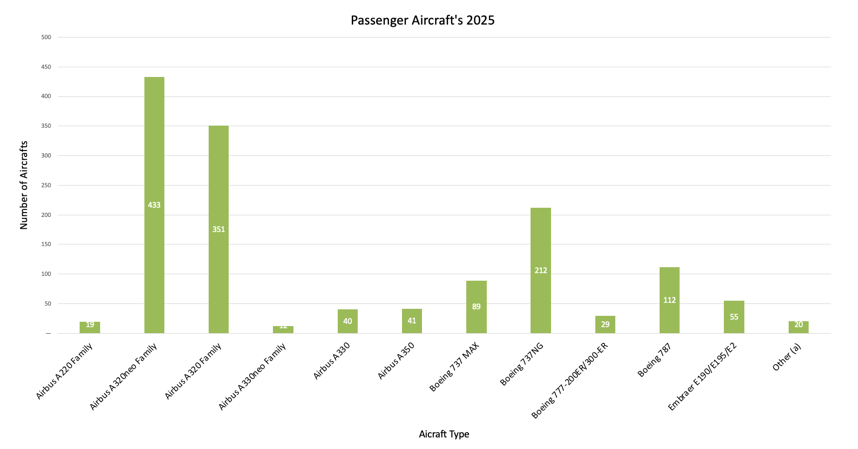 Passenger Aircraft's 2025
Number of Aircrafts
500
450
400
350
300
250
200
150
100
50
–
19
433
351
12
40
41
89
212
29
112
55
20
Airbus A220 Family
Airbus A320neo Family
Airbus A320 Family
Airbus A330neo Family
Airbus A330
Airbus A350
Boeing 737 MAX
Boeing 737NG
Boeing 777-200ER/300-ER
Boeing 787
Embraer E190/E195/E2
Other (a)
Aicraft Type